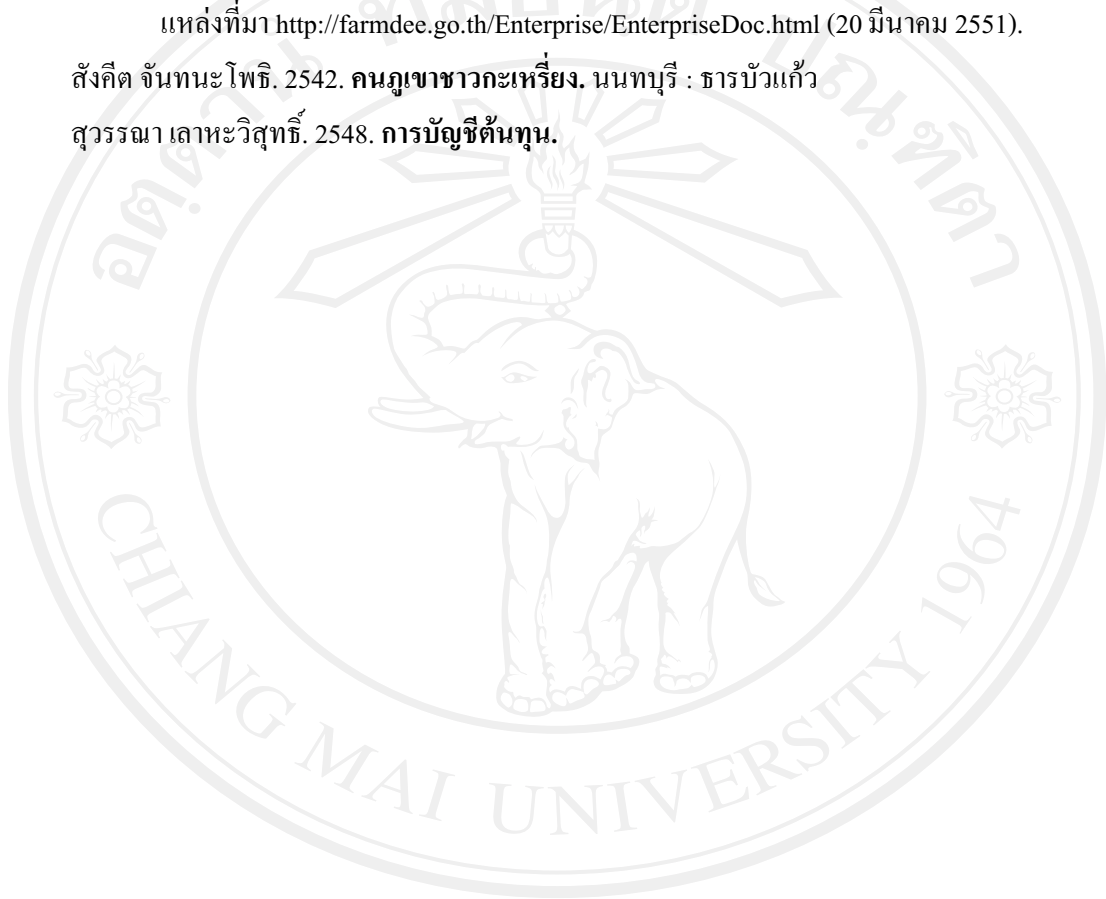 แหล่งที่มา http://farmdee.go.th/Enterprise/EnterpriseDoc.html (20 มีนาคม 2551).
สังคีต จันทนะโพธิ. 2542. คนภูเขาชาวกะเหรี่ยง. นนทบุรี : ธารบัวแก้ว
สุวรรณา เลาหะวิสุทธิ์. 2548. การบัญชีต้นทุน.
CHIANG MAI UNIVERSITY 1964